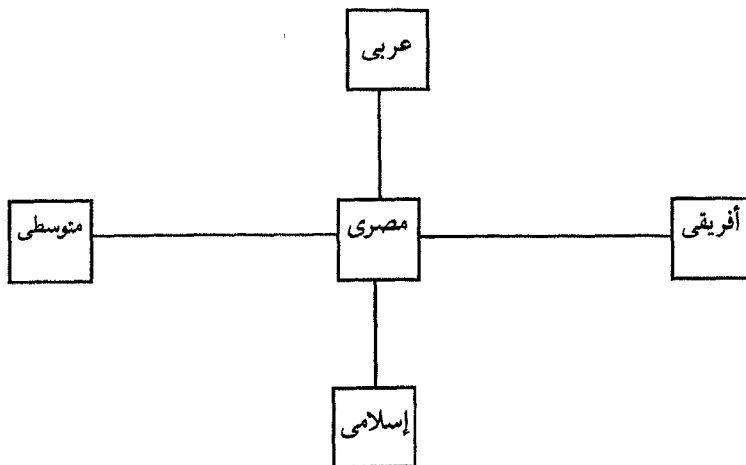 عربى
أفريقى
مصرى
متوسطى
إسلامى